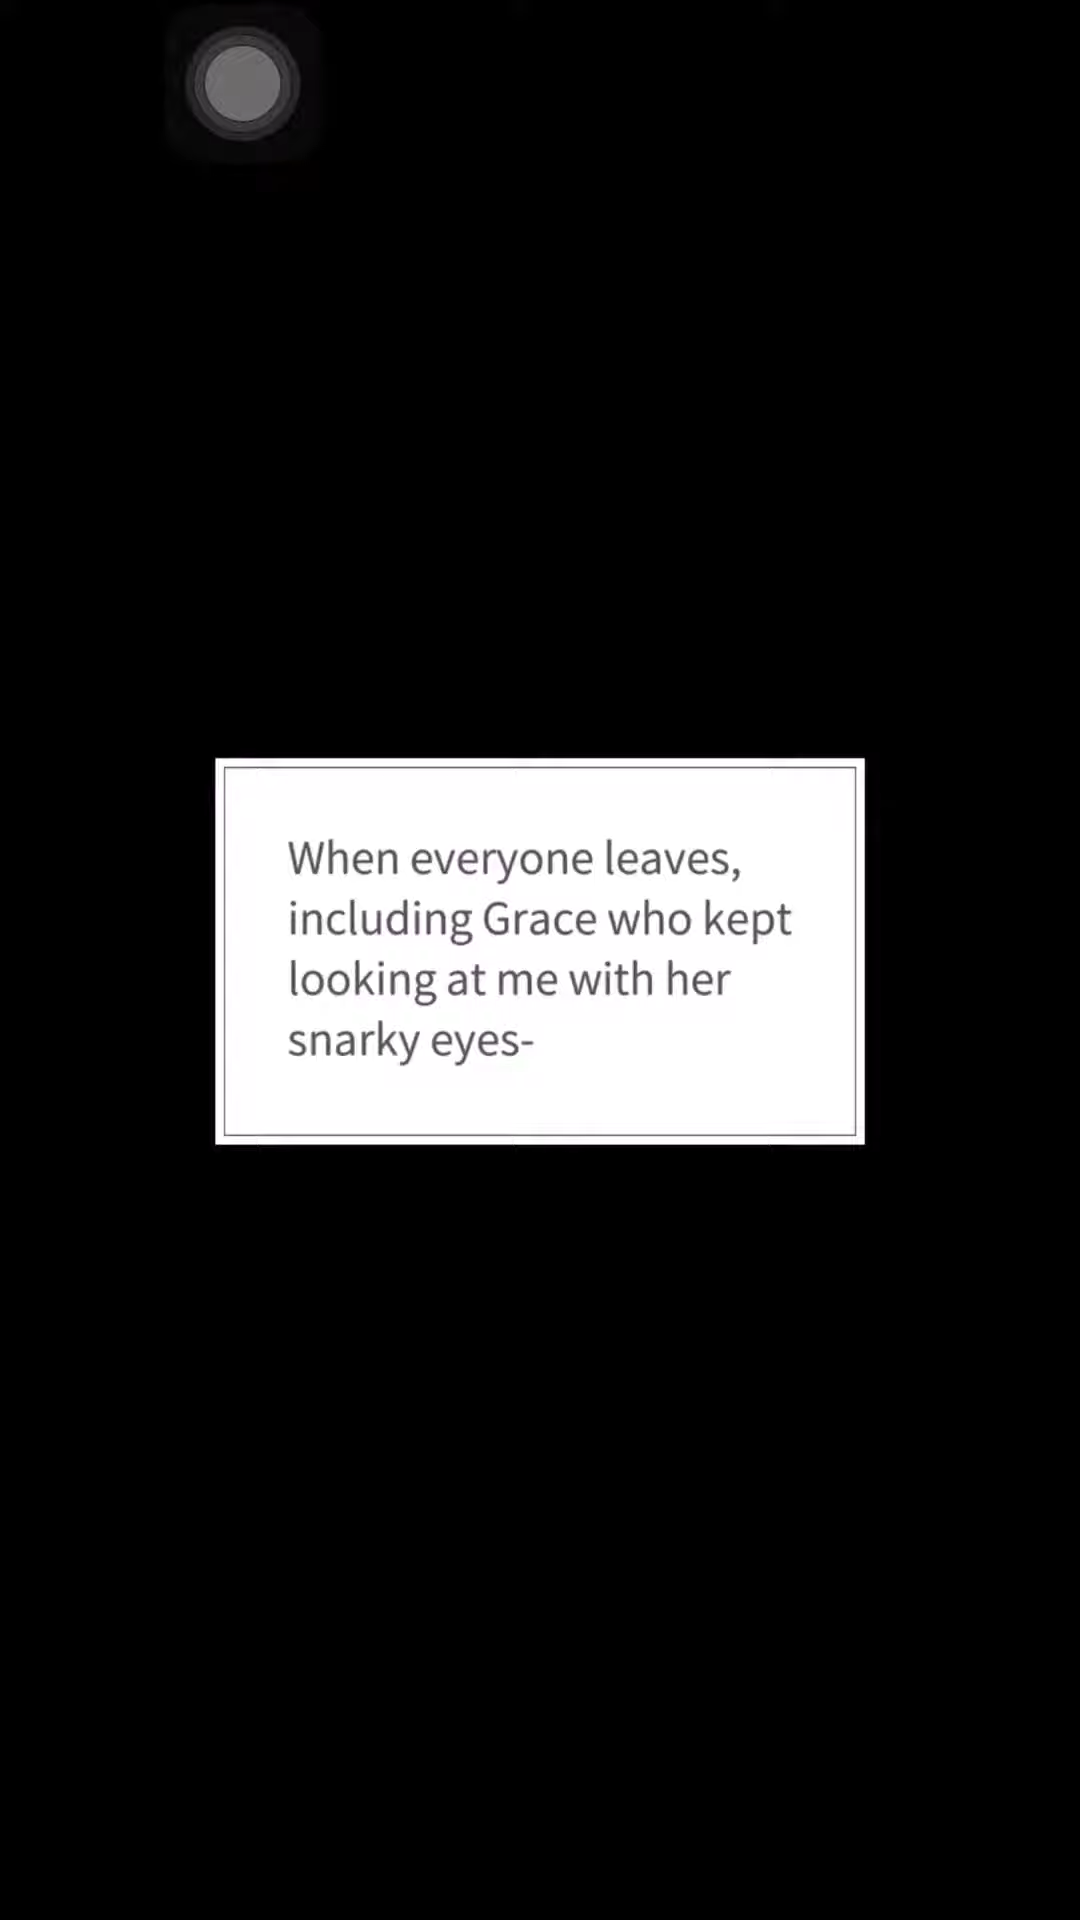 When everyone leaves,
including Grace who kept
looking at me with her
snarky eyes-